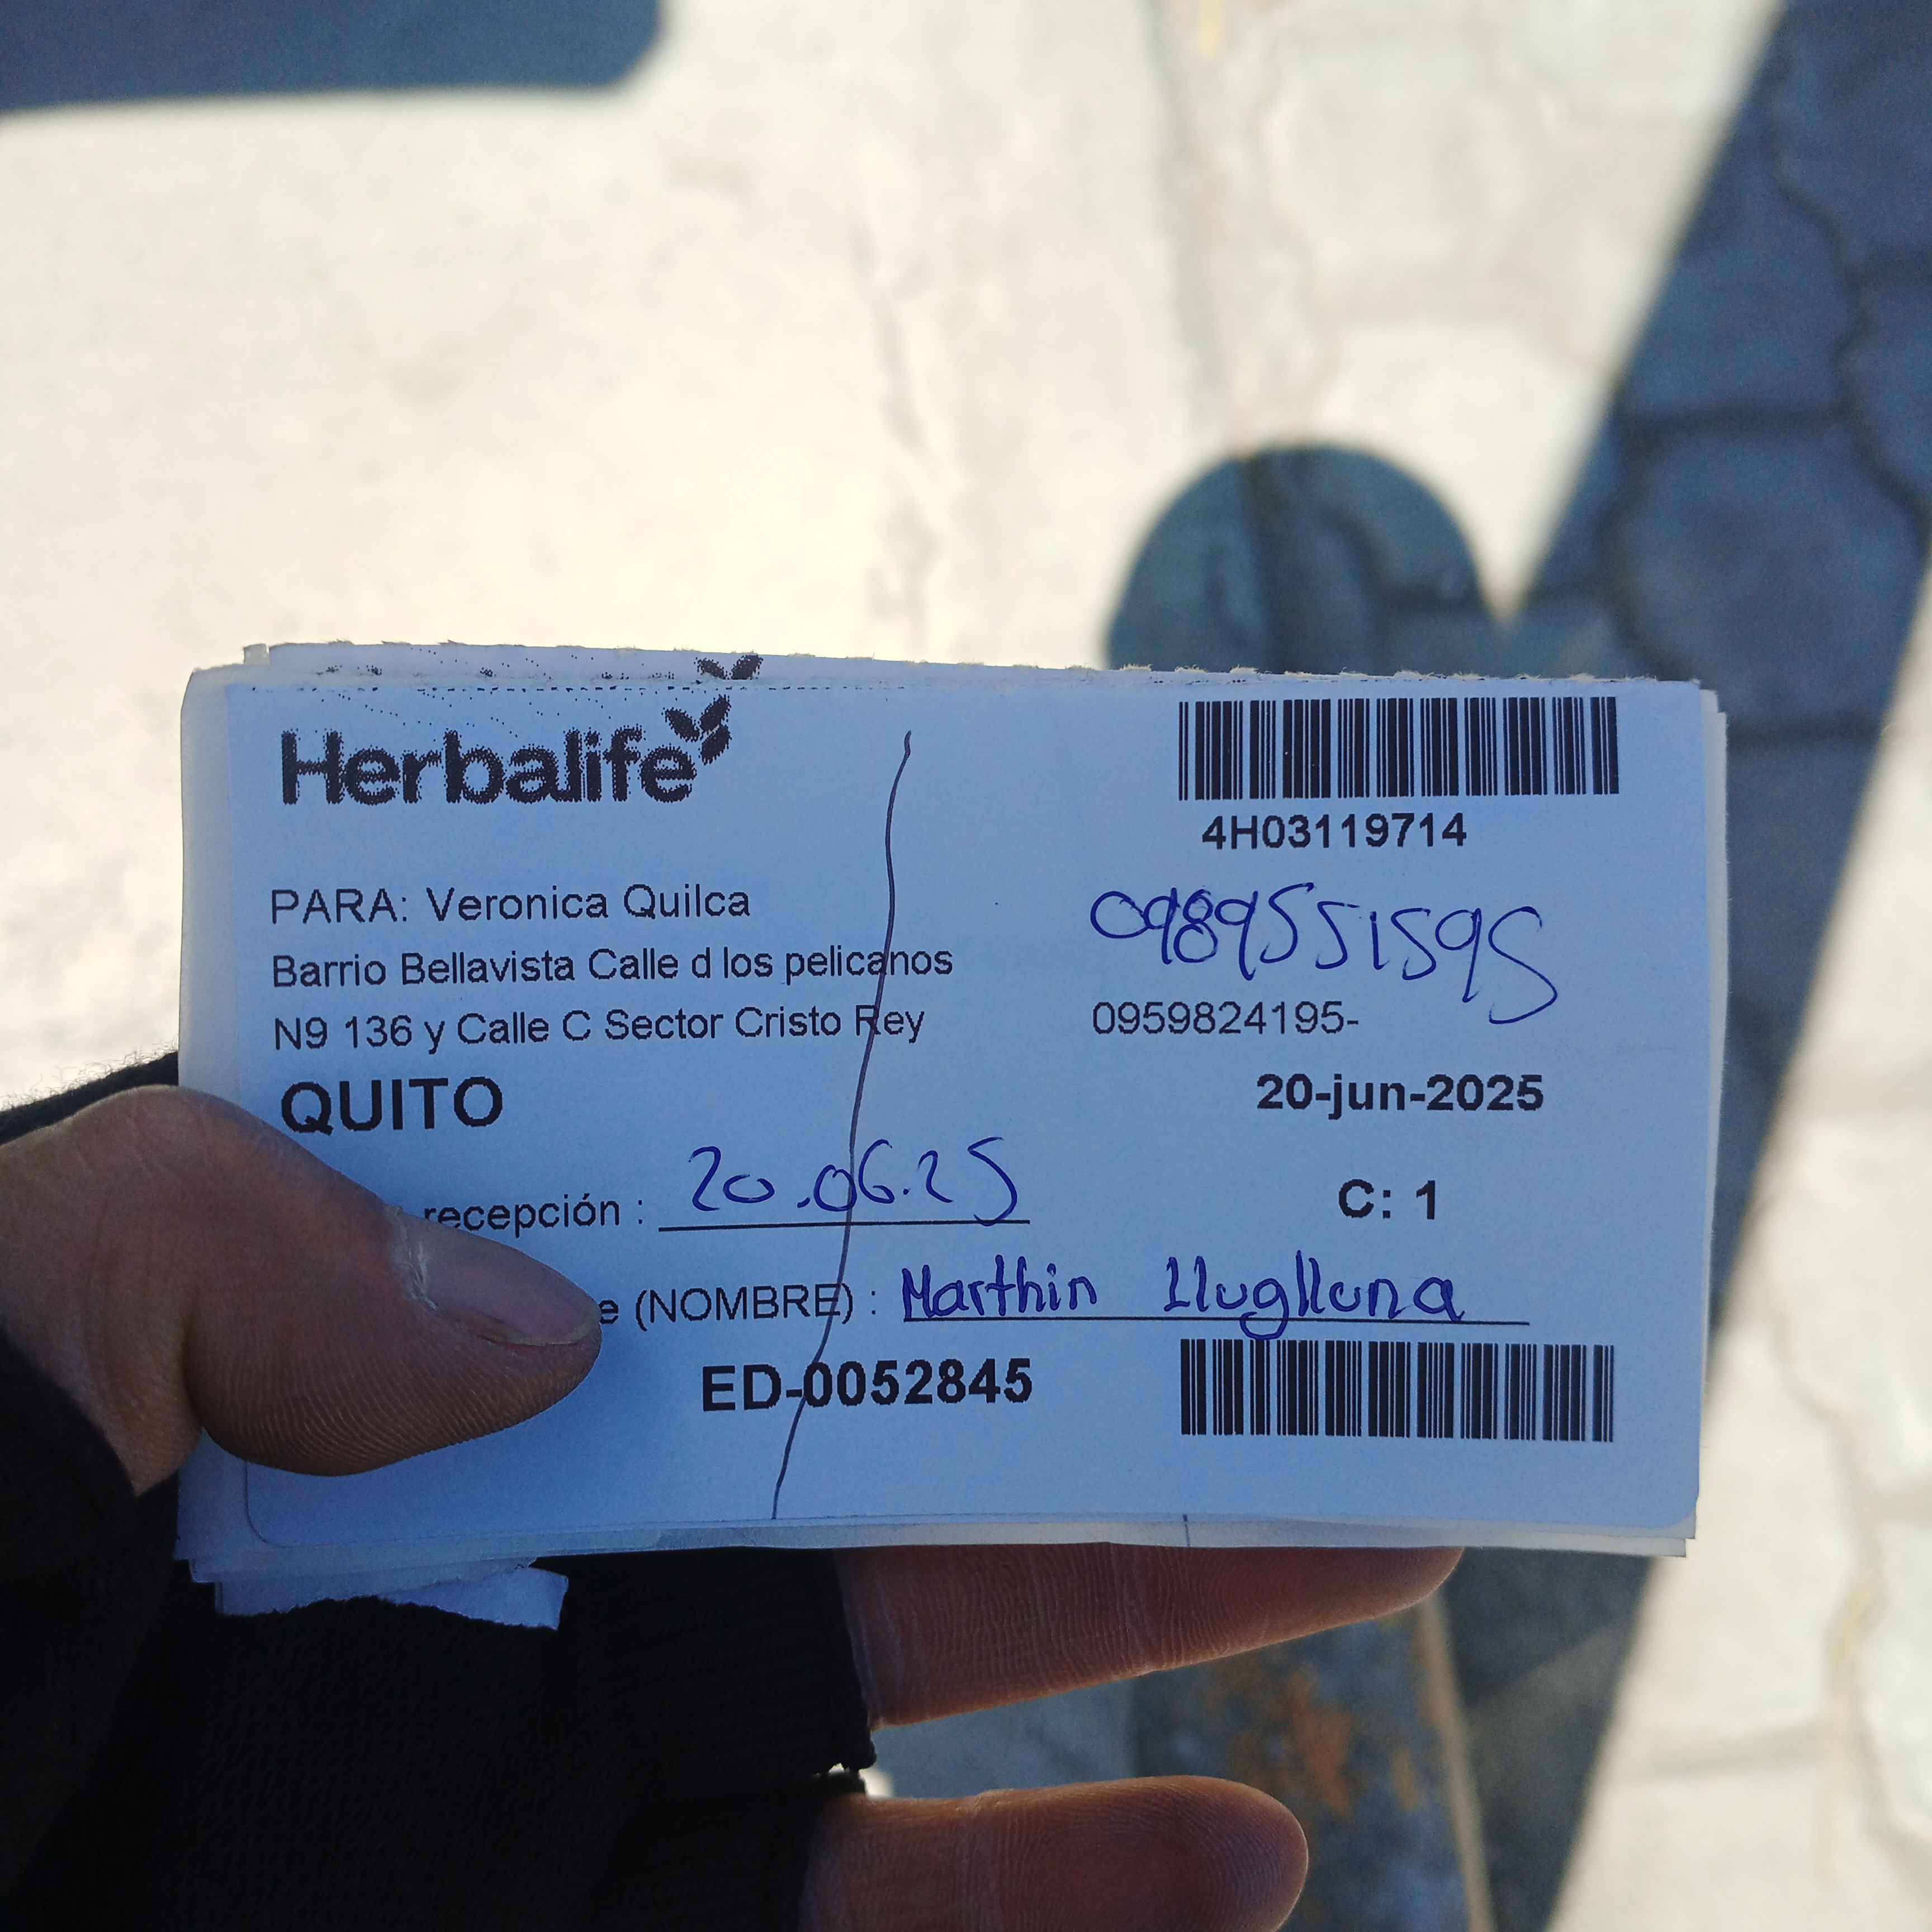 Herbalife
4H03119714
PARA: Veronica Quilca
Barrio Bellavista Calle d los pelicanos
N9 136 y Calle C Sector Cristo Rey
0989551595
0959824195-
QUITO
20-jun-2025
recepción : 20.06.25
C: 1
(NOMBRE) : Marthin Lluglluna
ED-0052845